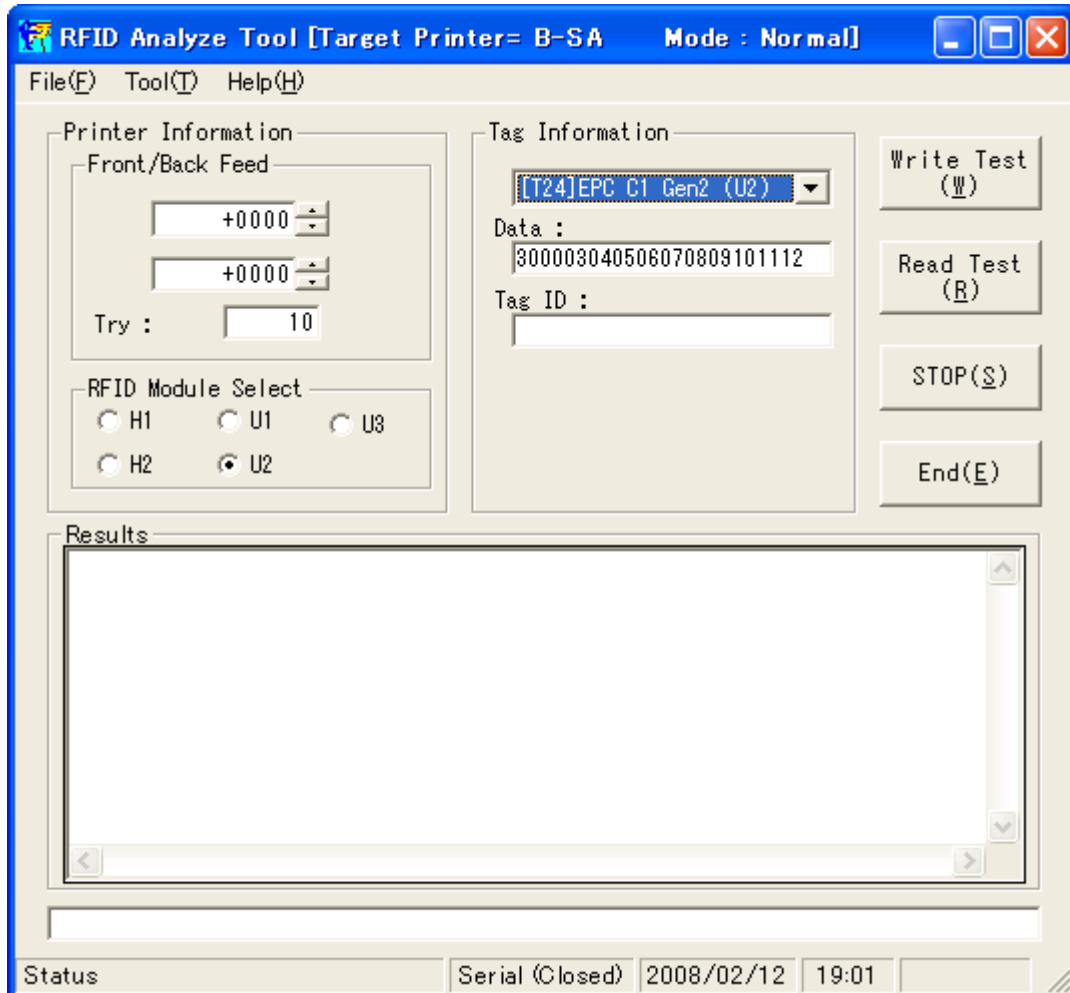 RFID Analyze Tool [Target Printer= B-SA Mode : Normal]
File(F) Tool(T) Help(H)
Printer Information
Front/Back Feed
+0000
+0000
Try : 10
RFID Module Select
H1 U1 U3
H2 U2
Tag Information
[T24]EPC C1 Gen2 (U2)
Data :
300003040506070809101112
Tag ID :
Write Test
(W)
Read Test
(R)
STOP(S)
End(E)
Results
Status Serial (Closed) 2008/02/12 19:01